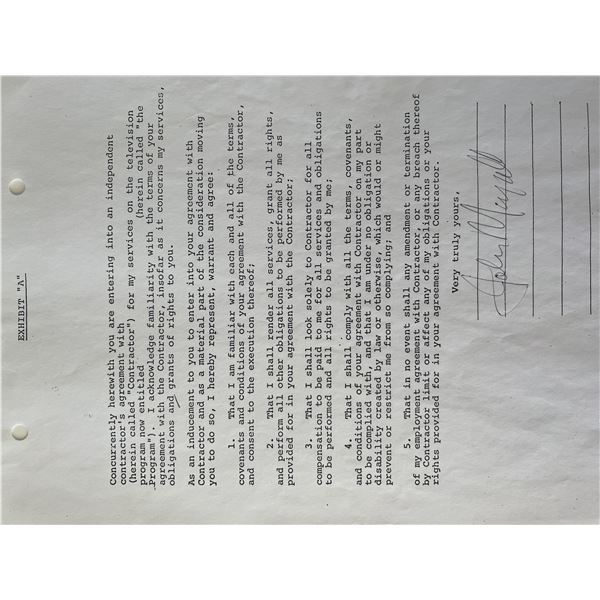 EXHIBIT "A"
Concurrently herewith you are entering into an independent
contractor's agreement with
(herein called "Contractor") for my services on the television
program now entitled (herein called "the
Program"). I acknowledge familiarity with the terms of your
agreement with the Contractor, insofar as it concerns my services,
obligations and grants of rights to you.
As an inducement to you to enter into your agreement with
Contractor and as a material part of the consideration moving
you to do so, I hereby represent, warrant and agree:
1. That I am familiar with each and all of the terms,
covenants and conditions of your agreement with the Contractor,
and consent to the execution thereof;
2. That I shall render all services, grant all rights,
and perform all other obligations to be performed by me as
provided for in your agreement with the Contractor;
3. That I shall look solely to Contractor for all
compensation to be paid to me for all services and obligations
to be performed and all rights to be granted by me;
4. That I shall comply with all the terms, covenants,
and conditions of your agreement with Contractor on my part
to be complied with, and that I am under no obligation or
disability created by law or otherwise, which would or might
prevent or restrict me from so complying; and
5. That in no event shall any amendment or termination
of my employment agreement with Contractor, or any breach thereof
by Contractor limit or affect any of my obligations or your
rights provided for in your agreement with Contractor.
Very truly yours,
John